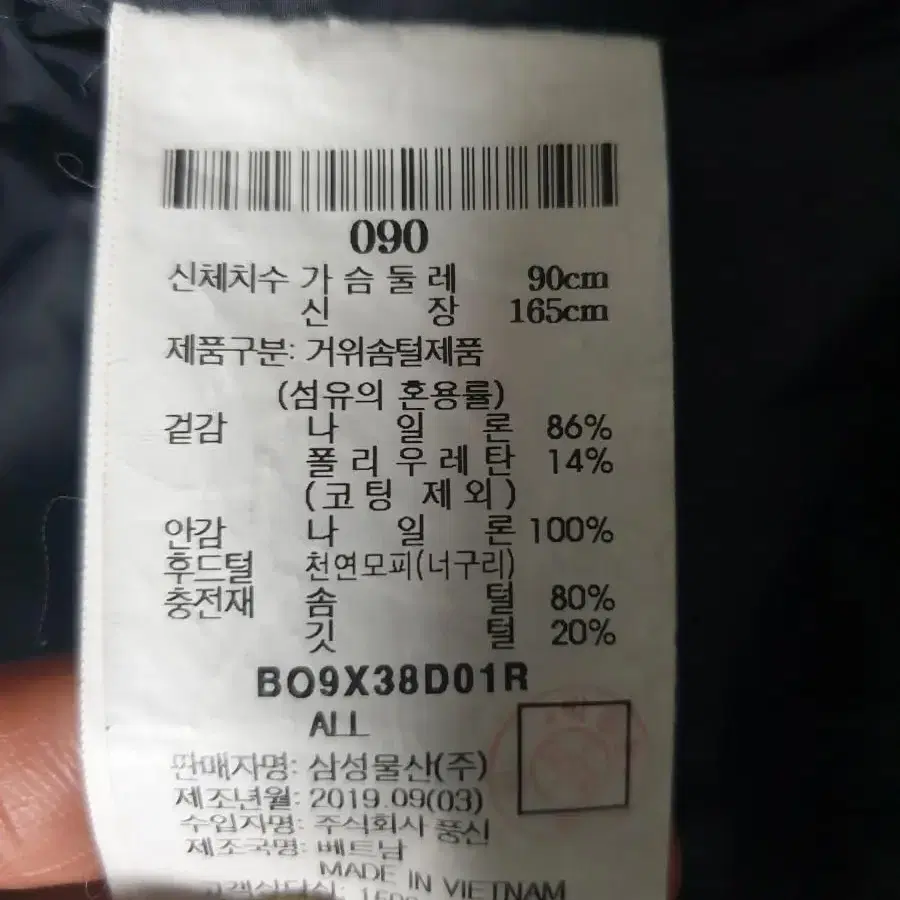 090
신체치수 가 슴 둘 레 90cm
신 장 165cm
제품구분: 거위솜털제품
(섬유의 혼용률)
겉감 나 일 론 86%
폴 리 우 레 탄 14%
(코 팅 제 외)
안감 나 일 론 100%
후드털 천연모피(너구리)
충전재 솜 털 80%
깃 털 20%
BO9X38D01R
ALL
판매자명: 삼성물산(주)
제조년월: 2019.09(03)
수입자명: 주식회사 풍신
제조국명: 베트남
MADE IN VIETNAM